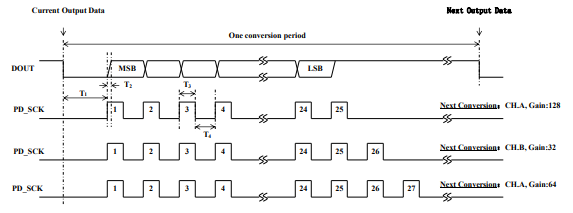 Current Output Data
Next Output Data
One conversion period
DOUT
MSB
LSB
T1
T2
T3
PD_SCK
1 2 3 4 24 25
Next Conversion: CH.A, Gain:128
T4
PD_SCK
1 2 3 4 24 25 26
Next Conversion: CH.B, Gain:32
PD_SCK
1 2 3 4 24 25 26 27
Next Conversion: CH.A, Gain:64